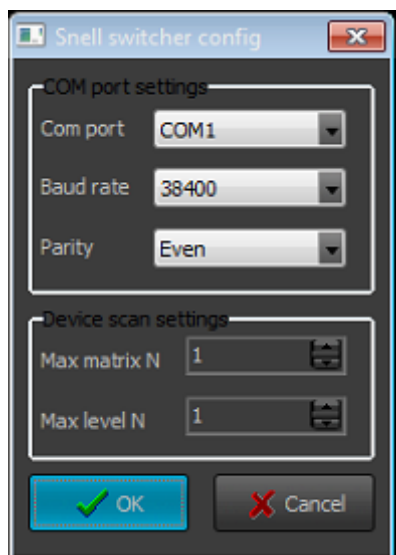 Snell switcher config
COM port settings
Com port COM1
Baud rate 38400
Parity Even
Device scan settings
Max matrix N 1
Max level N 1
OK Cancel